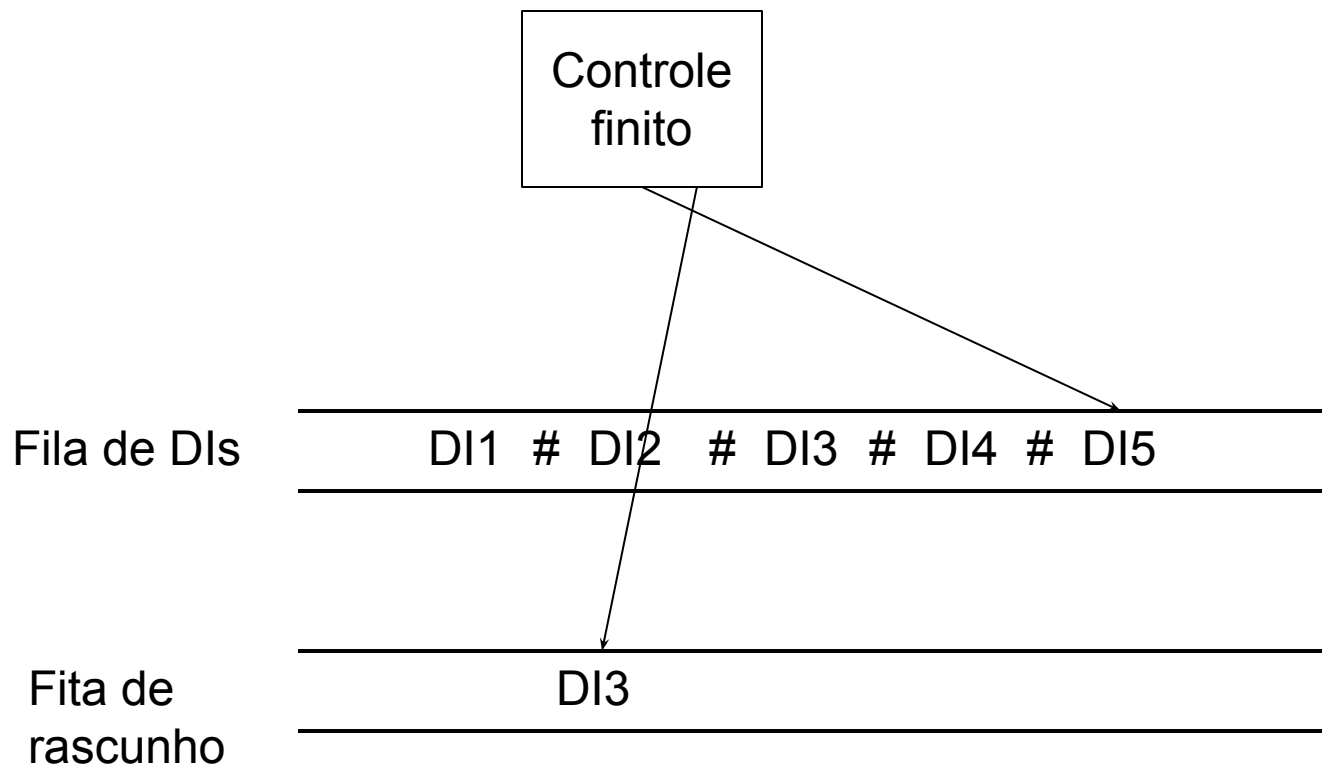 Controle
finito
Fila de DIs
DI1 # DI2 # DI3 # DI4 # DI5
Fita de
rascunho
DI3